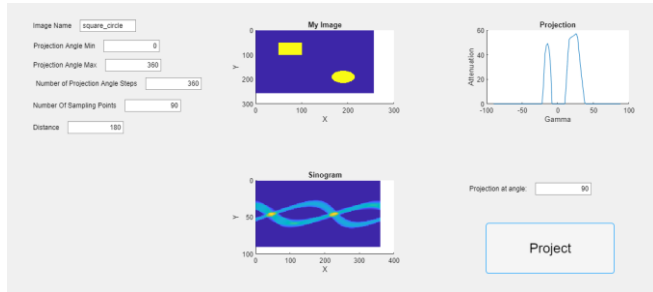 Image Name square_circle
Projection Angle Min 0
Projection Angle Max 360
Number of Projection Angle Steps 360
Number Of Sampling Points 90
Distance 180
My Image
0
100
200
300
Y
0 100 200 300
X
Projection
60
40
20
0
Attenuation
-100 -50 0 50 100
Gamma
Sinogram
0
50
100
Y
0 100 200 300 400
X
Projection at angle: 90
Project